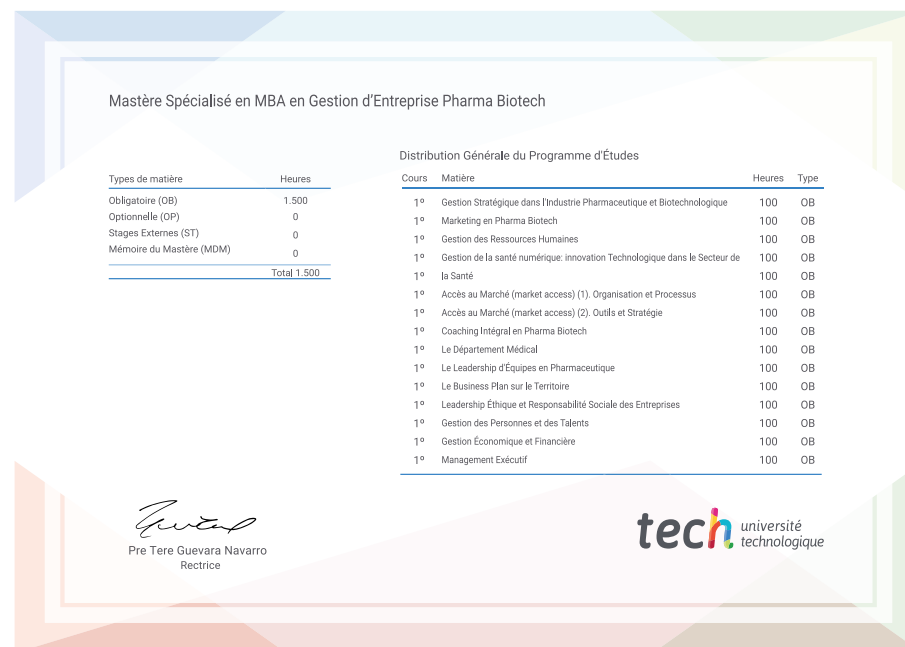 Mastère Spécialisé en MBA en Gestion d'Entreprise Pharma Biotech
Types de matière Heures
Obligatoire (OB) 1.500
Optionnelle (OP) 0
Stages Externes (ST) 0
Mémoire du Mastère (MDM) 0
Total 1.500
Distribution Générale du Programme d'Études
Cours Matière Heures Type
1º Gestion Stratégique dans l'Industrie Pharmaceutique et Biotechnologique 100 OB
1º Marketing en Pharma Biotech 100 OB
1º Gestion des Ressources Humaines 100 OB
1º Gestion de la santé numérique: innovation Technologique dans le Secteur de 100 OB
1º la Santé 100 OB
1º Accès au Marché (market access) (1). Organisation et Processus 100 OB
1º Accès au Marché (market access) (2). Outils et Stratégie 100 OB
1º Coaching Intégral en Pharma Biotech 100 OB
1º Le Département Médical 100 OB
1º Le Leadership d'Équipes en Pharmaceutique 100 OB
1º Le Business Plan sur le Territoire 100 OB
1º Leadership Éthique et Responsabilité Sociale des Entreprises 100 OB
1º Gestion des Personnes et des Talents 100 OB
1º Gestion Économique et Financière 100 OB
1º Management Exécutif 100 OB
Pre Tere Guevara Navarro
Rectrice
tech université
technologique